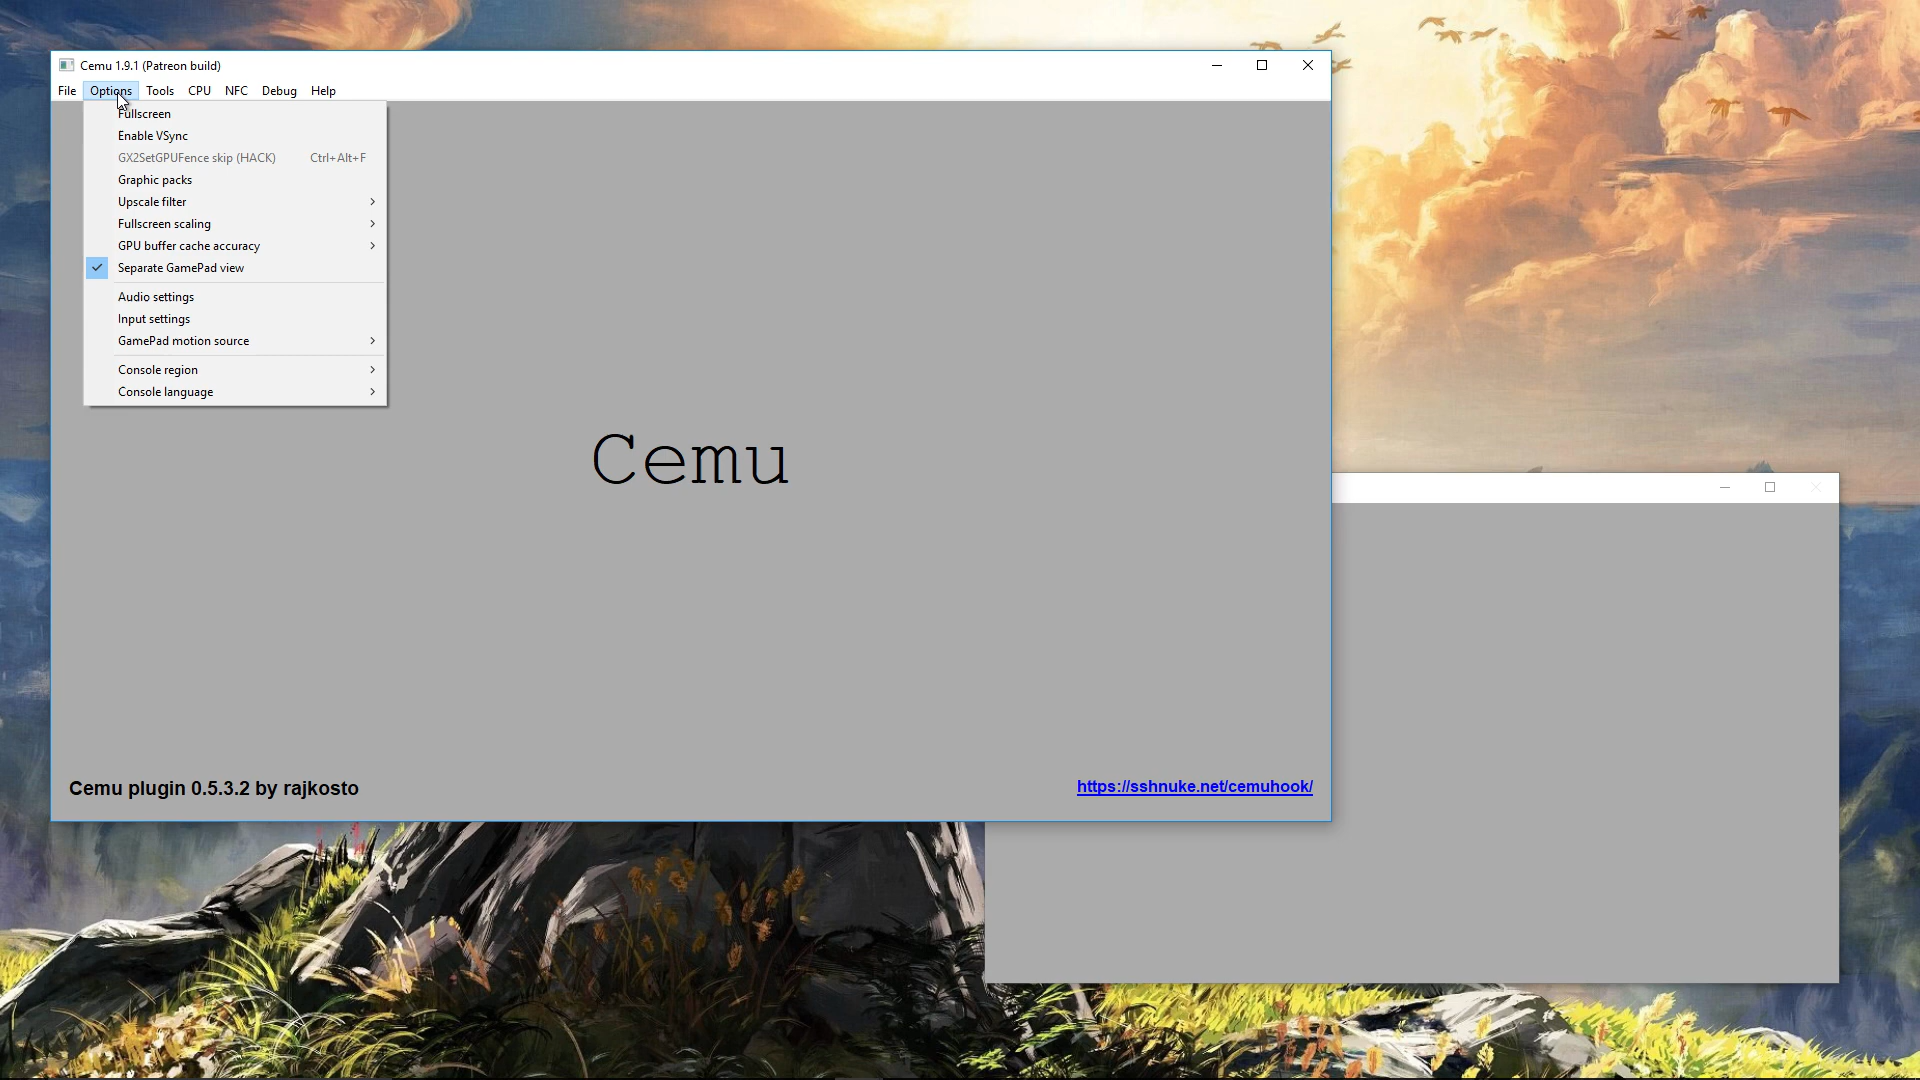 Cemu 1.9.1 (Patreon build)
File Options Tools CPU NFC Debug Help
Fullscreen
Enable VSync
GX2SetGPUFence skip (HACK) Ctrl+Alt+F
Graphic packs
Upscale filter
Fullscreen scaling
GPU buffer cache accuracy
Separate GamePad view
Audio settings
Input settings
GamePad motion source
Console region
Console language
Cemu
Cemu plugin 0.5.3.2 by rajkosto
https://sshnuke.net/cemuhook/